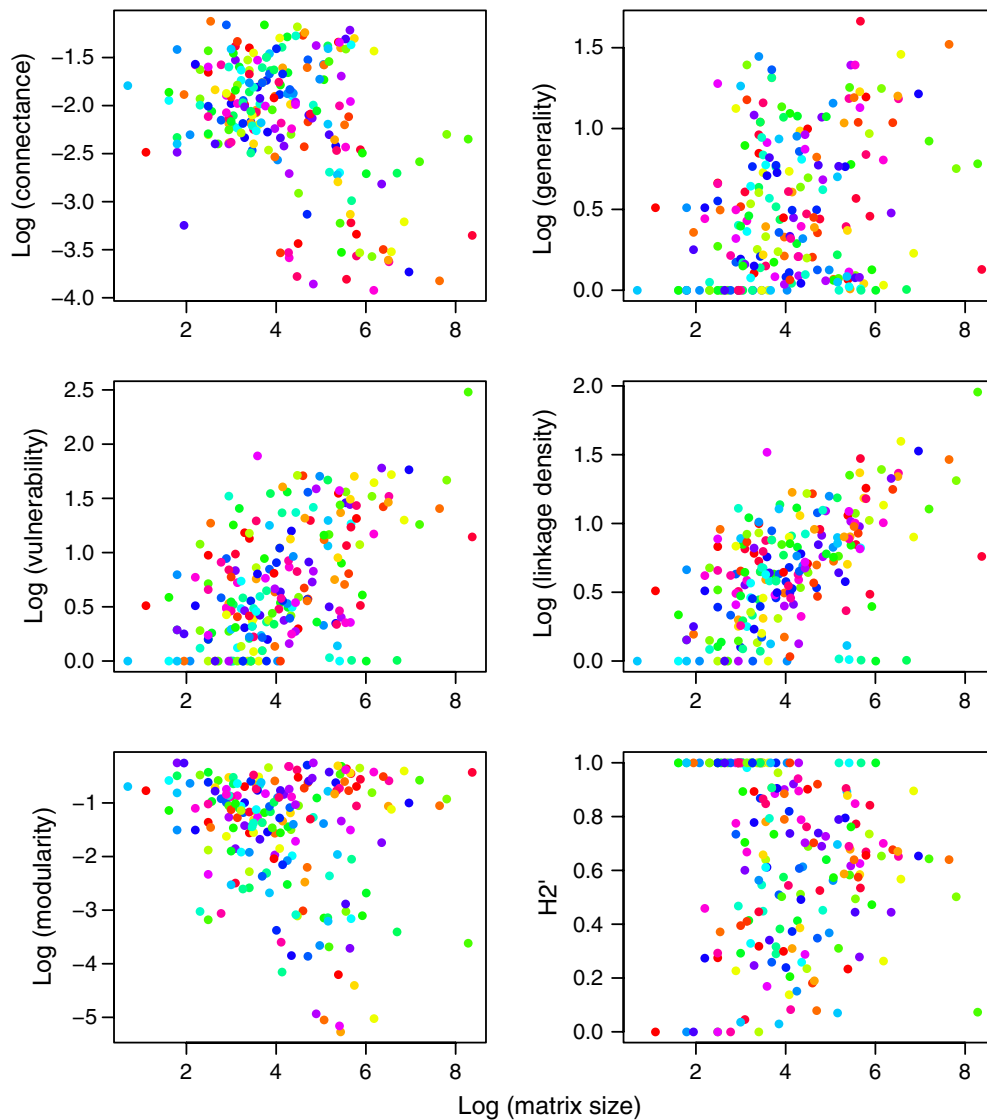 Log (connectance)
−1.5
−2.0
−2.5
−3.0
−3.5
−4.0
2 4 6 8
Log (generality)
1.5
1.0
0.5
0.0
2 4 6 8
Log (vulnerability)
2.5
2.0
1.5
1.0
0.5
0.0
2 4 6 8
Log (linkage density)
2.0
1.5
1.0
0.5
0.0
2 4 6 8
Log (modularity)
−1
−2
−3
−4
−5
2 4 6 8
H2'
1.0
0.8
0.6
0.4
0.2
0.0
2 4 6 8
Log (matrix size)